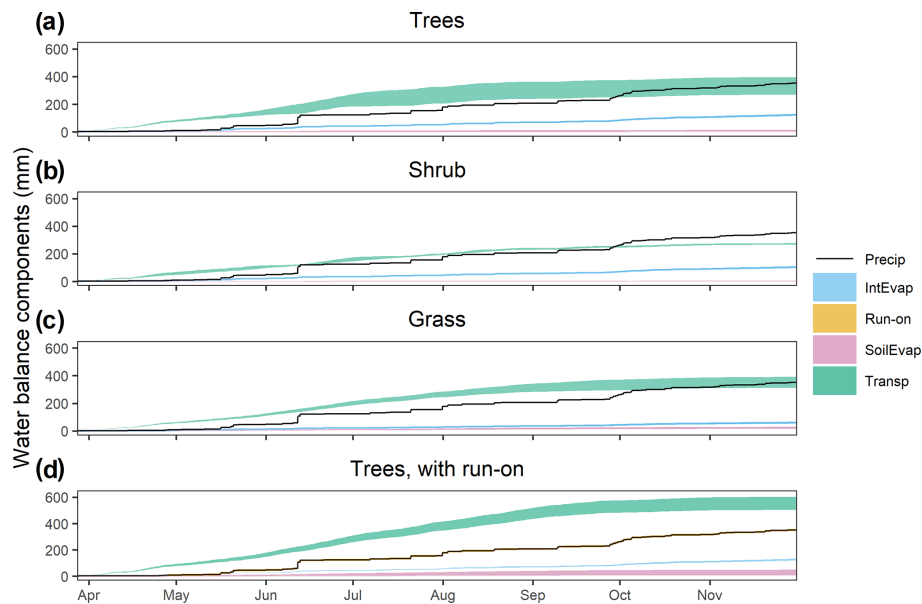 (a)
Trees
600
400
200
0
(b)
Shrub
600
400
200
0
(c)
Grass
600
400
200
0
(d)
Trees, with run-on
600
400
200
0
Apr May Jun Jul Aug Sep Oct Nov
Water balance components (mm)
Precip
IntEvap
Run-on
SoilEvap
Transp